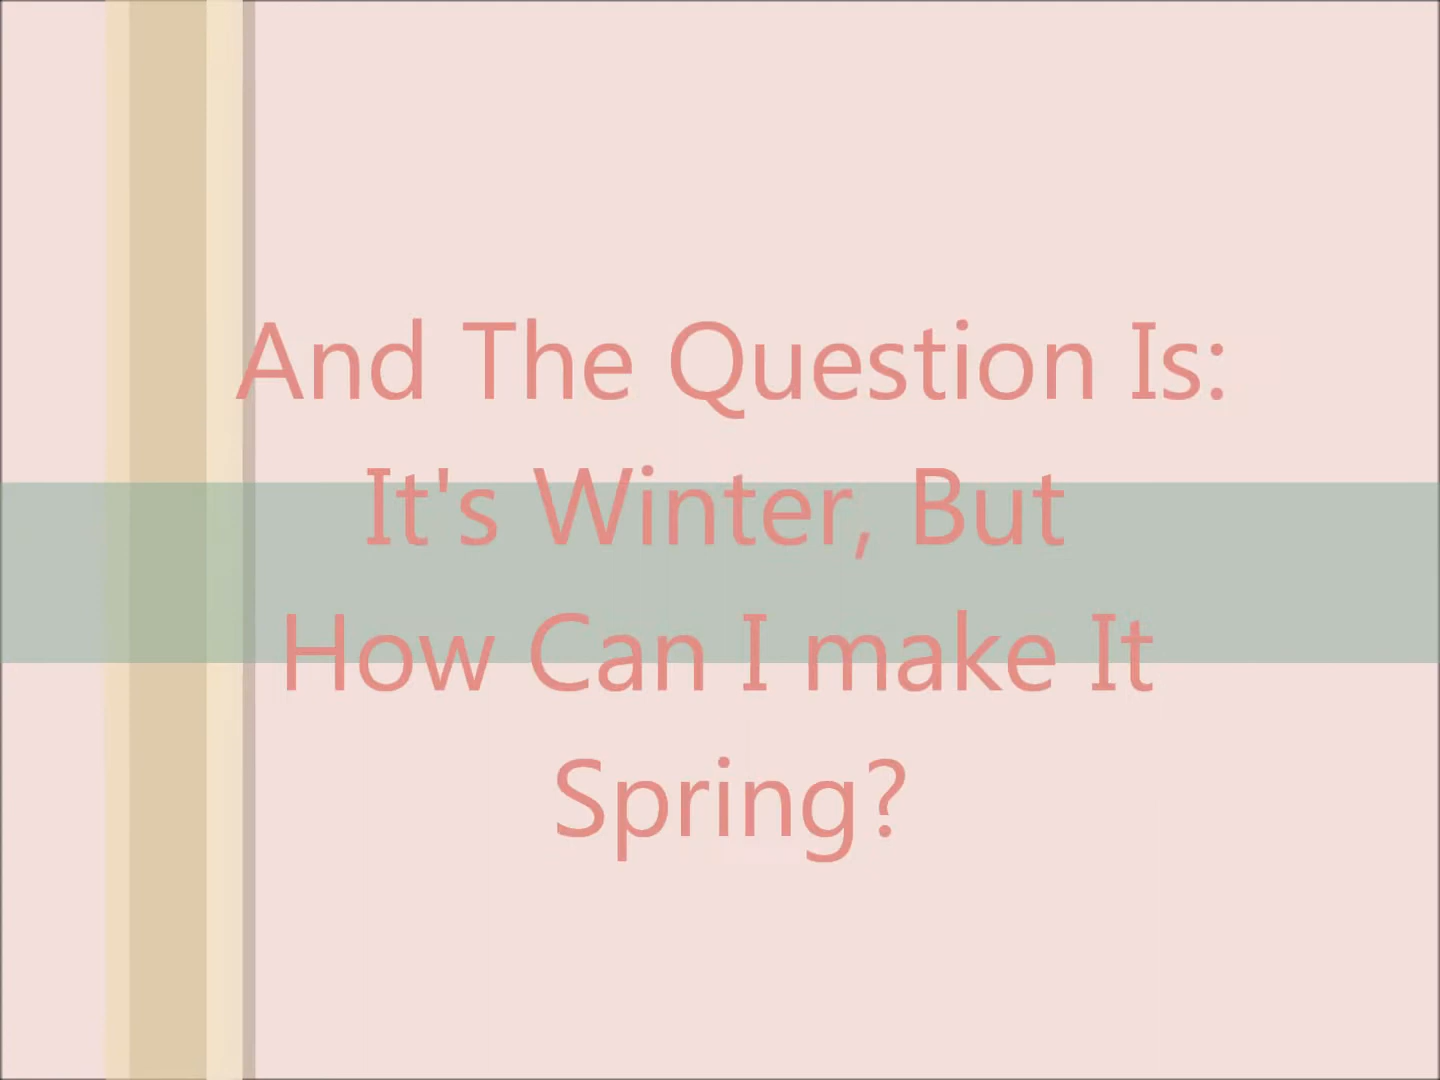 And The Question Is:
It's Winter, But
How Can I make It
Spring?